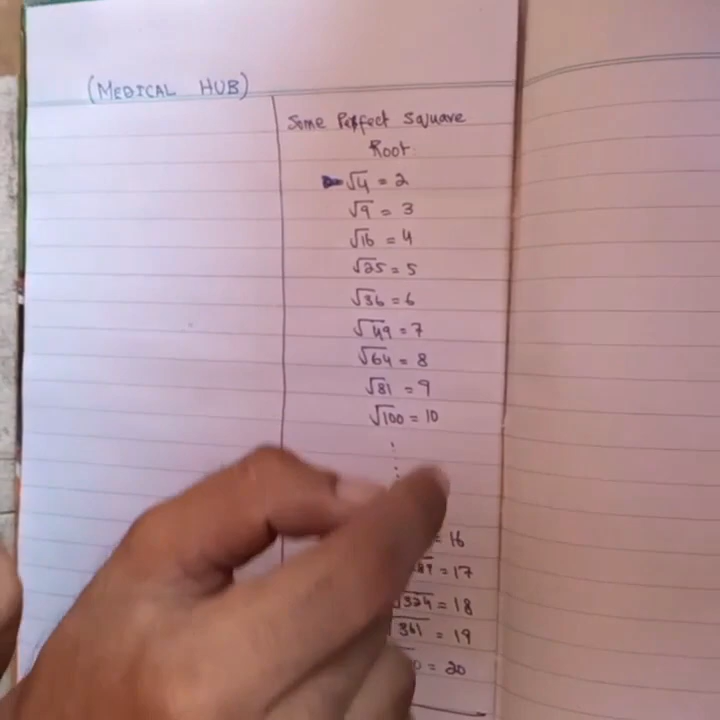 (MEDICAL HUB)
Some Perfect Square
Root
√4 = 2
√9 = 3
√16 = 4
√25 = 5
√36 = 6
√49 = 7
√64 = 8
√81 = 9
√100 = 10
= 16
= 17
√324 = 18
√361 = 19
= 20